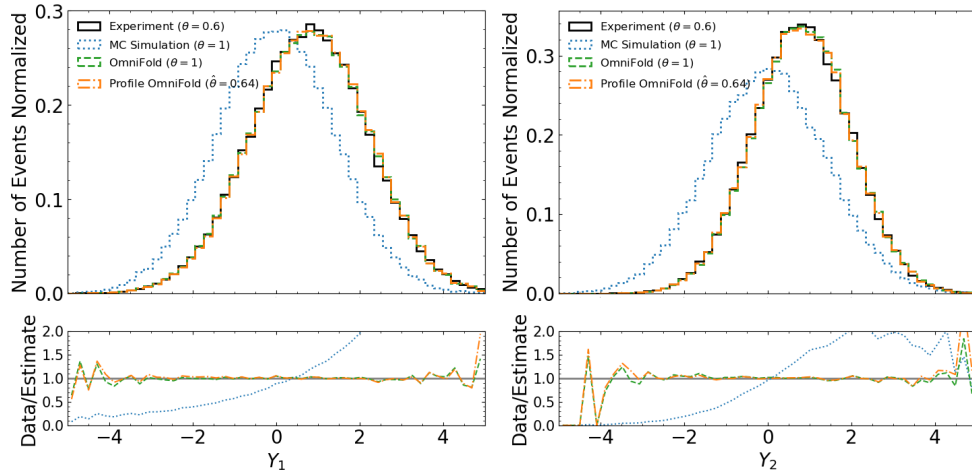 Experiment (θ = 0.6)
MC Simulation (θ = 1)
OmniFold (θ = 1)
Profile OmniFold (θ̂ = 0.64)
Number of Events Normalized
0.3
0.2
0.1
0.0
Data/Estimate
2.0
1.5
1.0
0.5
0.0
−4 −2 0 2 4
Y₁
Experiment (θ = 0.6)
MC Simulation (θ = 1)
OmniFold (θ = 1)
Profile OmniFold (θ̂ = 0.64)
Number of Events Normalized
0.3
0.2
0.1
0.0
Data/Estimate
2.0
1.5
1.0
0.5
0.0
−4 −2 0 2 4
Y₂